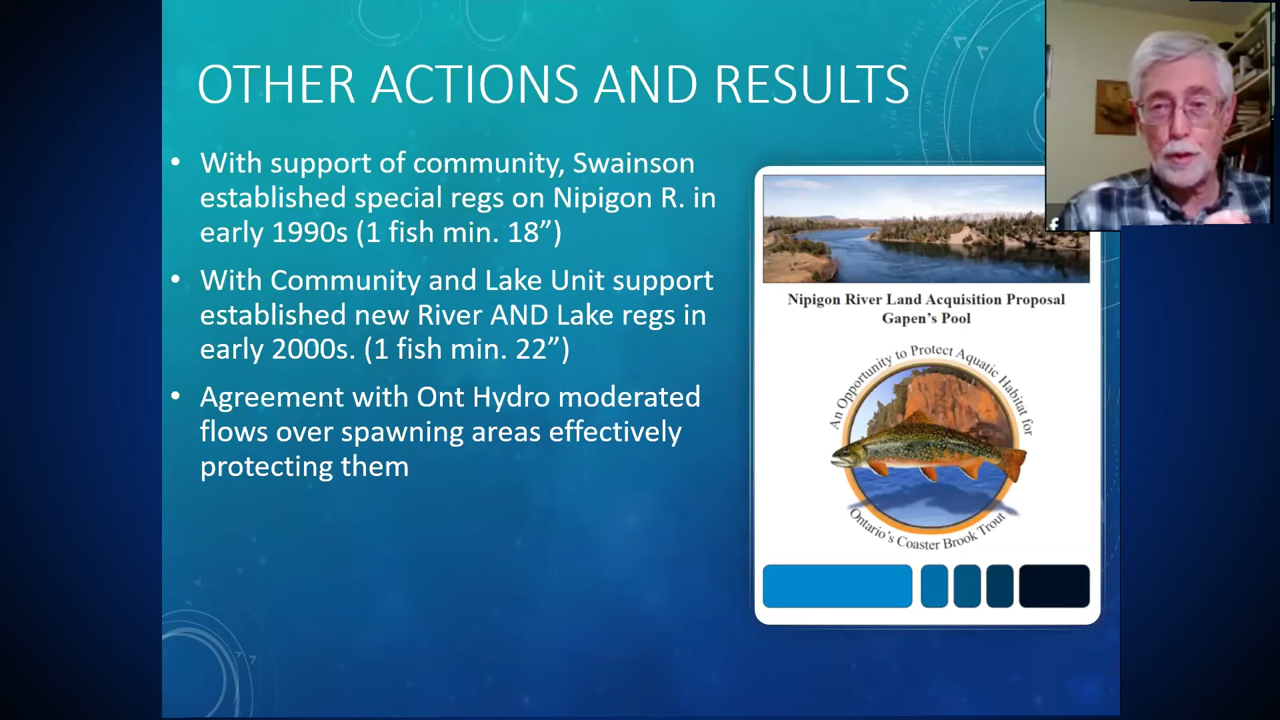 OTHER ACTIONS AND RESULTS
• With support of community, Swainson
established special regs on Nipigon R. in
early 1990s (1 fish min. 18”)
• With Community and Lake Unit support
established new River AND Lake regs in
early 2000s. (1 fish min. 22”)
• Agreement with Ont Hydro moderated
flows over spawning areas effectively
protecting them
Nipigon River Land Acquisition Proposal
Gapen's Pool
An Opportunity to Protect Aquatic Habitat for
Ontario's Coaster Brook Trout